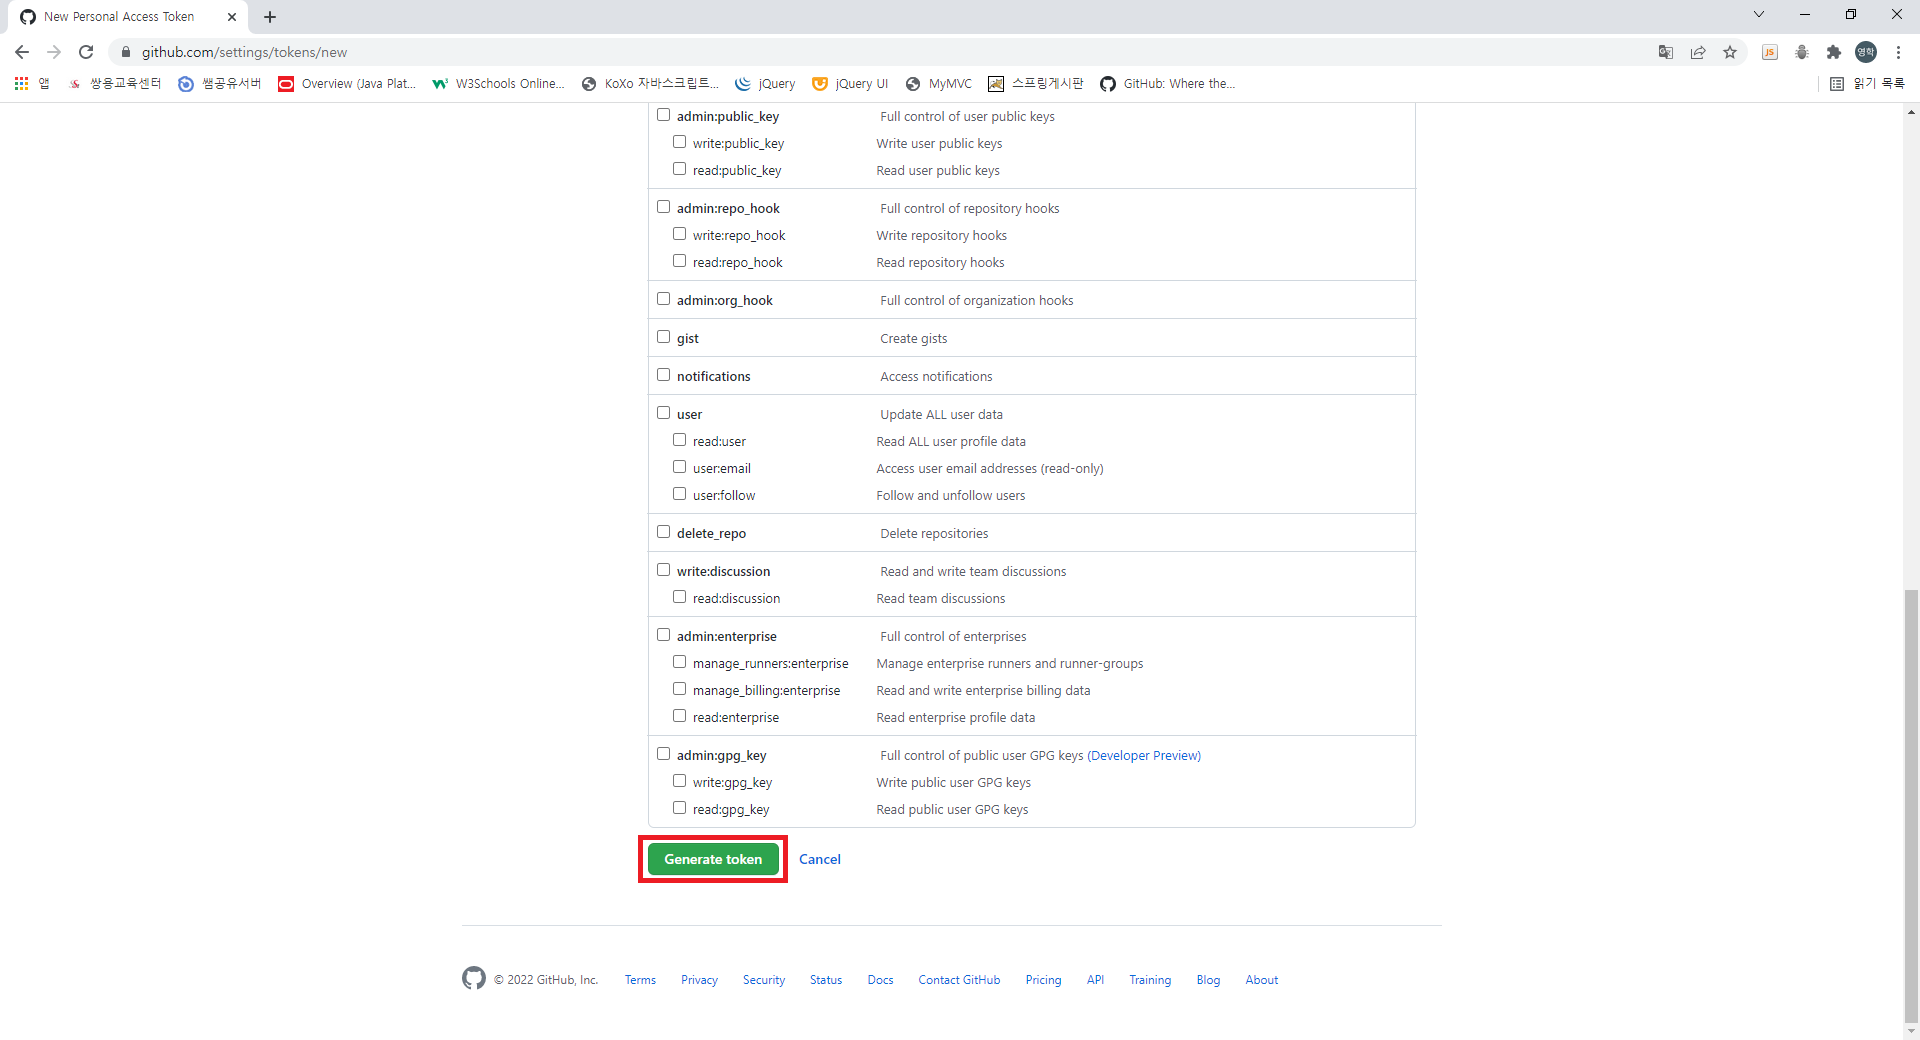 New Personal Access Token
github.com/settings/tokens/new
JS
영학
앱 쌍용교육센터 쌤공유서버 Overview (Java Plat... W3Schools Online... KoXo 자바스크립트... jQuery jQuery UI MyMVC 스프링게시판 GitHub: Where the... 읽기 목록
admin:public_key Full control of user public keys
write:public_key Write user public keys
read:public_key Read user public keys
admin:repo_hook Full control of repository hooks
write:repo_hook Write repository hooks
read:repo_hook Read repository hooks
admin:org_hook Full control of organization hooks
gist Create gists
notifications Access notifications
user Update ALL user data
read:user Read ALL user profile data
user:email Access user email addresses (read-only)
user:follow Follow and unfollow users
delete_repo Delete repositories
write:discussion Read and write team discussions
read:discussion Read team discussions
admin:enterprise Full control of enterprises
manage_runners:enterprise Manage enterprise runners and runner-groups
manage_billing:enterprise Read and write enterprise billing data
read:enterprise Read enterprise profile data
admin:gpg_key Full control of public user GPG keys (Developer Preview)
write:gpg_key Write public user GPG keys
read:gpg_key Read public user GPG keys
Generate token Cancel
© 2022 GitHub, Inc. Terms Privacy Security Status Docs Contact GitHub Pricing API Training Blog About